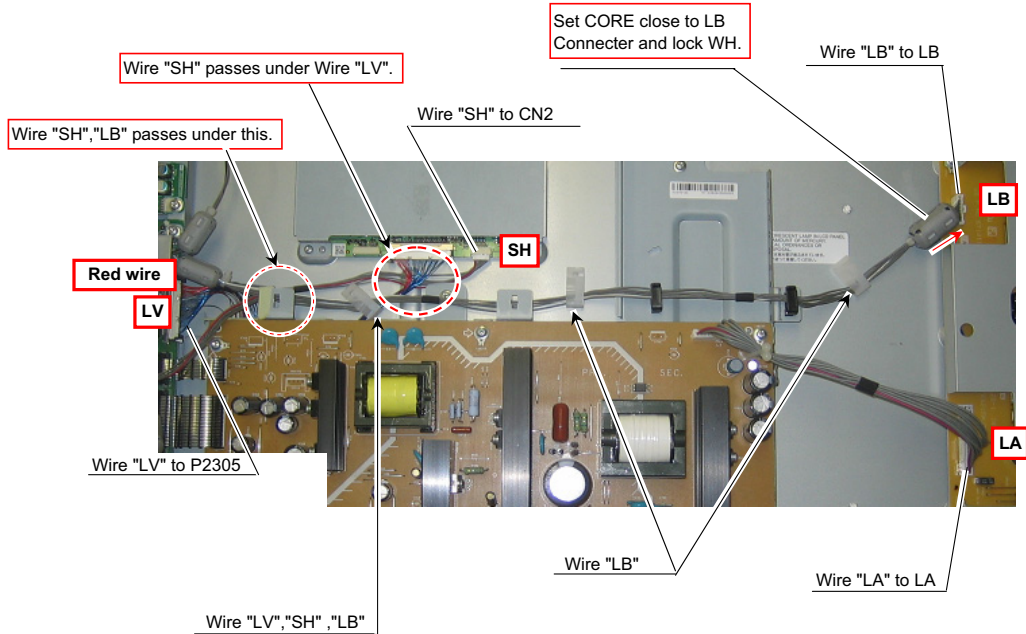 Set CORE close to LB
Connecter and lock WH.
Wire "LB" to LB
Wire "SH" passes under Wire "LV".
Wire "SH" to CN2
Wire "SH","LB" passes under this.
LB
SH
Red wire
LV
LA
Wire "LV" to P2305
Wire "LB"
Wire "LA" to LA
Wire "LV","SH" ,"LB"
SEC.